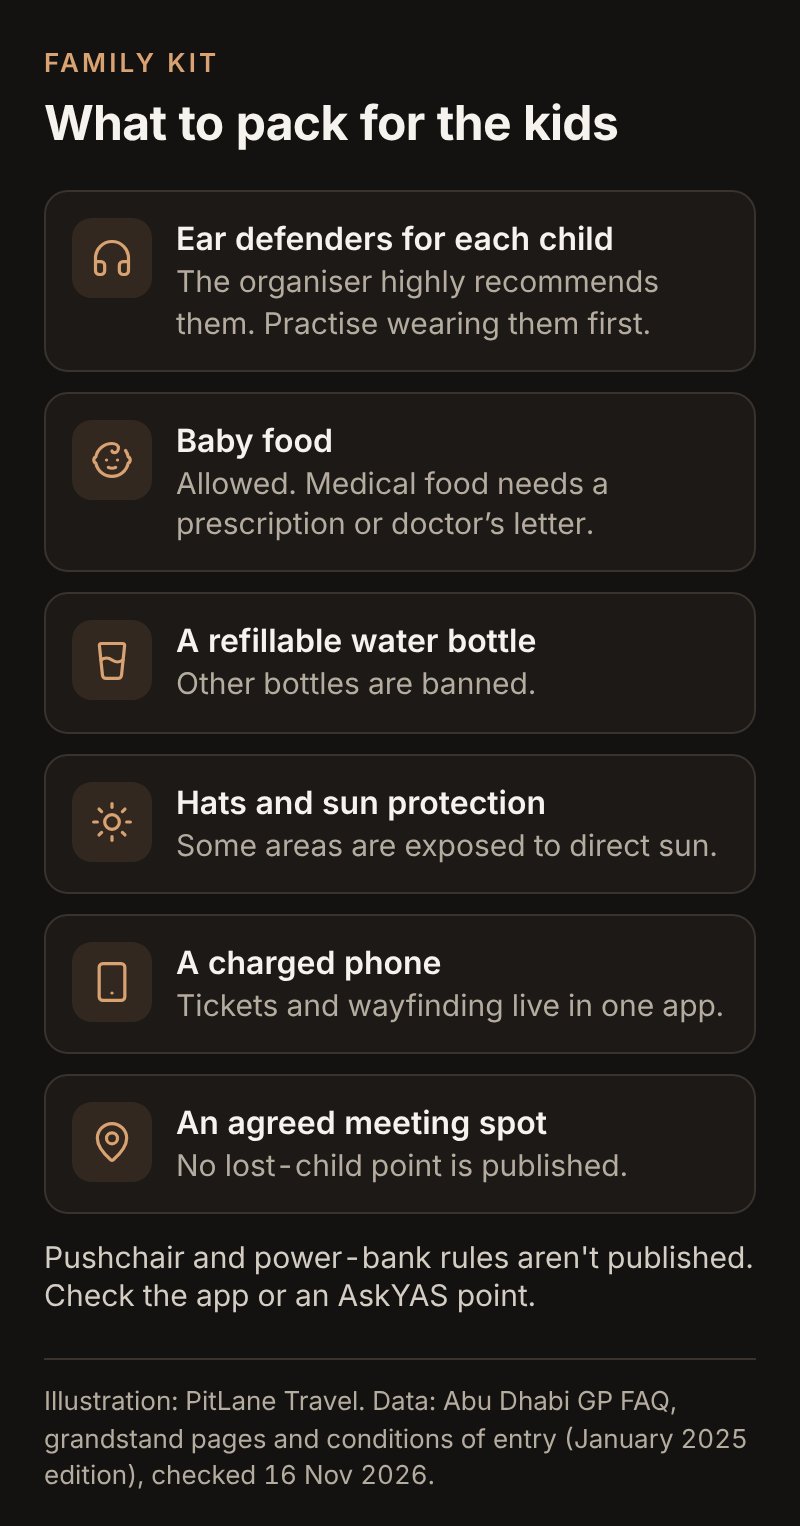 FAMILY KIT
What to pack for the kids
Ear defenders for each child
The organiser highly recommends
them. Practise wearing them first.
Baby food
Allowed. Medical food needs a
prescription or doctor’s letter.
A refillable water bottle
Other bottles are banned.
Hats and sun protection
Some areas are exposed to direct sun.
A charged phone
Tickets and wayfinding live in one app.
An agreed meeting spot
No lost-child point is published.
Pushchair and power-bank rules aren't published.
Check the app or an AskYAS point.
Illustration: PitLane Travel. Data: Abu Dhabi GP FAQ,
grandstand pages and conditions of entry (January 2025
edition), checked 16 Nov 2026.